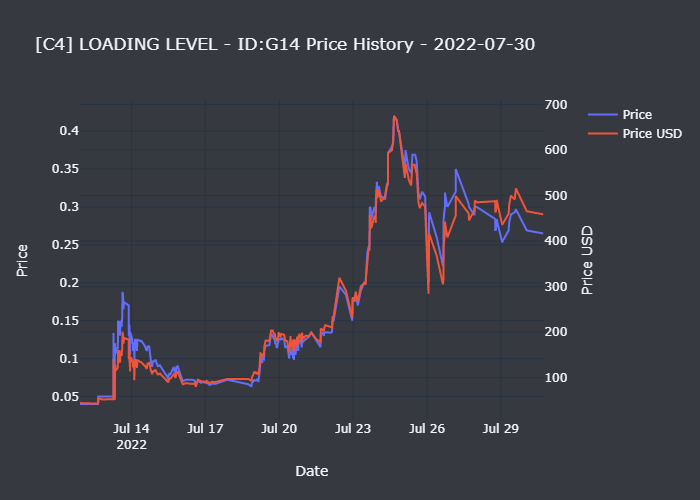 [C4] LOADING LEVEL - ID:G14 Price History - 2022-07-30
Price
Price USD
0.4
0.35
0.3
0.25
0.2
0.15
0.1
0.05
Price
700
600
500
400
300
200
100
Price USD
Jul 14
2022
Jul 17
Jul 20
Jul 23
Jul 26
Jul 29
Date